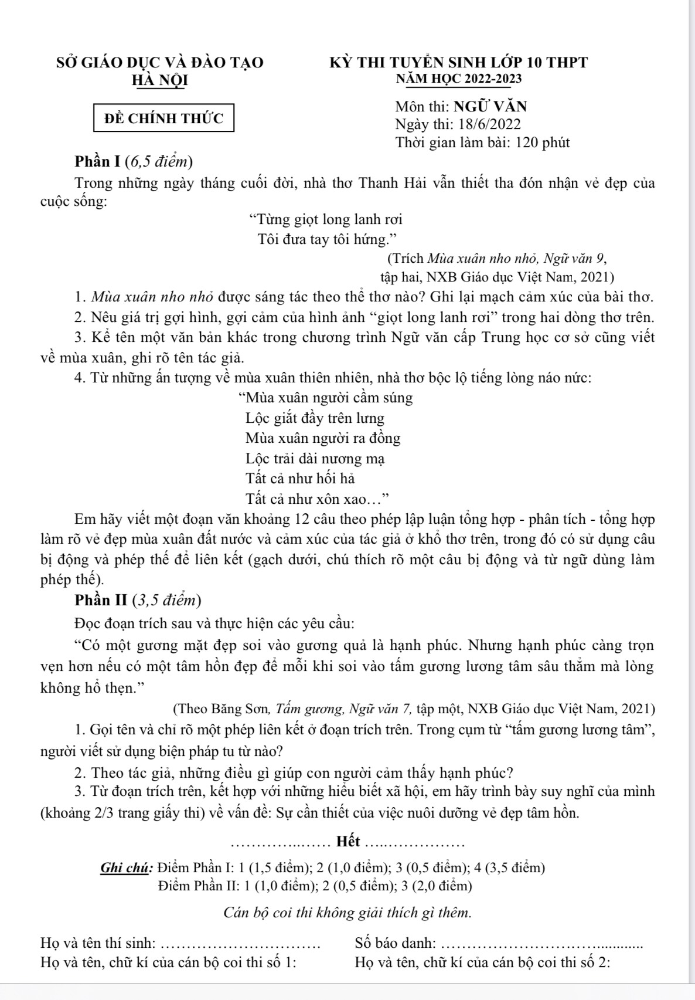 SỞ GIÁO DỤC VÀ ĐÀO TẠO
HÀ NỘI
KỲ THI TUYỂN SINH LỚP 10 THPT
NĂM HỌC 2022-2023
ĐỀ CHÍNH THỨC
Môn thi: NGỮ VĂN
Ngày thi: 18/6/2022
Thời gian làm bài: 120 phút
Phần I (6,5 điểm)
Trong những ngày tháng cuối đời, nhà thơ Thanh Hải vẫn thiết tha đón nhận vẻ đẹp của
cuộc sống:
“Từng giọt long lanh rơi
Tôi đưa tay tôi hứng.”
(Trích Mùa xuân nho nhỏ, Ngữ văn 9,
tập hai, NXB Giáo dục Việt Nam, 2021)
1. Mùa xuân nho nhỏ được sáng tác theo thể thơ nào? Ghi lại mạch cảm xúc của bài thơ.
2. Nêu giá trị gợi hình, gợi cảm của hình ảnh “giọt long lanh rơi” trong hai dòng thơ trên.
3. Kể tên một văn bản khác trong chương trình Ngữ văn cấp Trung học cơ sở cũng viết
về mùa xuân, ghi rõ tên tác giả.
4. Từ những ấn tượng về mùa xuân thiên nhiên, nhà thơ bộc lộ tiếng lòng náo nức:
“Mùa xuân người cầm súng
Lộc giắt đầy trên lưng
Mùa xuân người ra đồng
Lộc trải dài nương mạ
Tất cả như hối hả
Tất cả như xôn xao…”
Em hãy viết một đoạn văn khoảng 12 câu theo phép lập luận tổng hợp - phân tích - tổng hợp
làm rõ vẻ đẹp mùa xuân đất nước và cảm xúc của tác giả ở khổ thơ trên, trong đó có sử dụng câu
bị động và phép thế để liên kết (gạch dưới, chú thích rõ một câu bị động và từ ngữ dùng làm
phép thế).
Phần II (3,5 điểm)
Đọc đoạn trích sau và thực hiện các yêu cầu:
“Có một gương mặt đẹp soi vào gương quả là hạnh phúc. Nhưng hạnh phúc càng trọn
vẹn hơn nếu có một tâm hồn đẹp để mỗi khi soi vào tấm gương lương tâm sâu thẳm mà lòng
không hổ thẹn.”
(Theo Băng Sơn, Tấm gương, Ngữ văn 7, tập một, NXB Giáo dục Việt Nam, 2021)
1. Gọi tên và chỉ rõ một phép liên kết ở đoạn trích trên. Trong cụm từ “tấm gương lương tâm”,
người viết sử dụng biện pháp tu từ nào?
2. Theo tác giả, những điều gì giúp con người cảm thấy hạnh phúc?
3. Từ đoạn trích trên, kết hợp với những hiểu biết xã hội, em hãy trình bày suy nghĩ của mình
(khoảng 2/3 trang giấy thi) về vấn đề: Sự cần thiết của việc nuôi dưỡng vẻ đẹp tâm hồn.
...................... Hết ......................
Ghi chú: Điểm Phần I: 1 (1,5 điểm); 2 (1,0 điểm); 3 (0,5 điểm); 4 (3,5 điểm)
Điểm Phần II: 1 (1,0 điểm); 2 (0,5 điểm); 3 (2,0 điểm)
Cán bộ coi thi không giải thích gì thêm.
Họ và tên thí sinh: ............................ Số báo danh: ....................................
Họ và tên, chữ kí của cán bộ coi thi số 1: Họ và tên, chữ kí của cán bộ coi thi số 2: